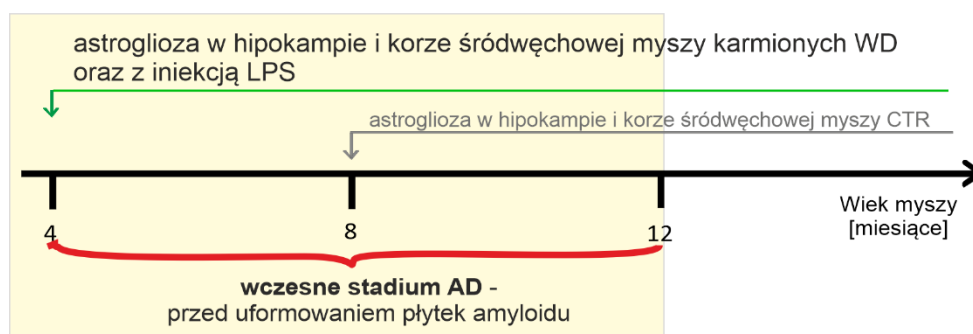 astroglioza w hipokampie i korze śródwęchowej myszy karmionych WD
oraz z iniekcją LPS
astroglioza w hipokampie i korze śródwęchowej myszy CTR
4
8
12
Wiek myszy
[miesiące]
wczesne stadium AD -
przed uformowaniem płytek amyloidu